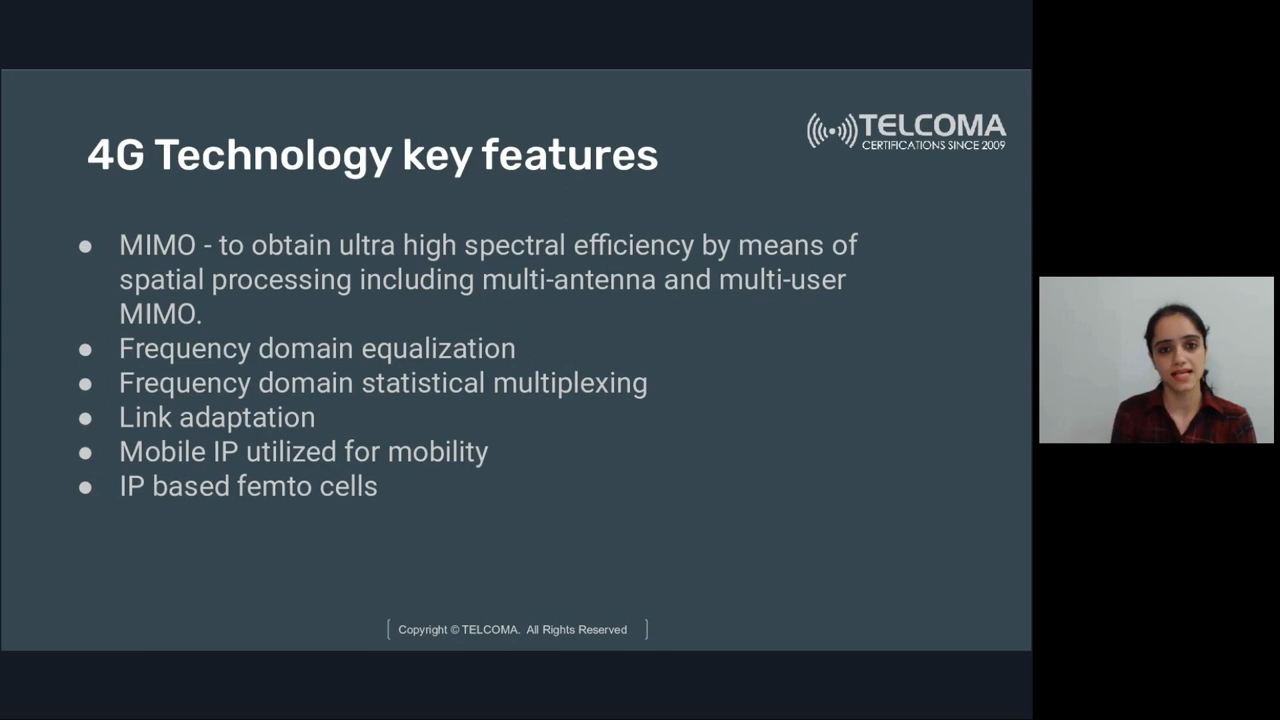 TELCOMA
CERTIFICATIONS SINCE 2009
4G Technology key features
● MIMO - to obtain ultra high spectral efficiency by means of
spatial processing including multi-antenna and multi-user
MIMO.
● Frequency domain equalization
● Frequency domain statistical multiplexing
● Link adaptation
● Mobile IP utilized for mobility
● IP based femto cells
Copyright © TELCOMA. All Rights Reserved